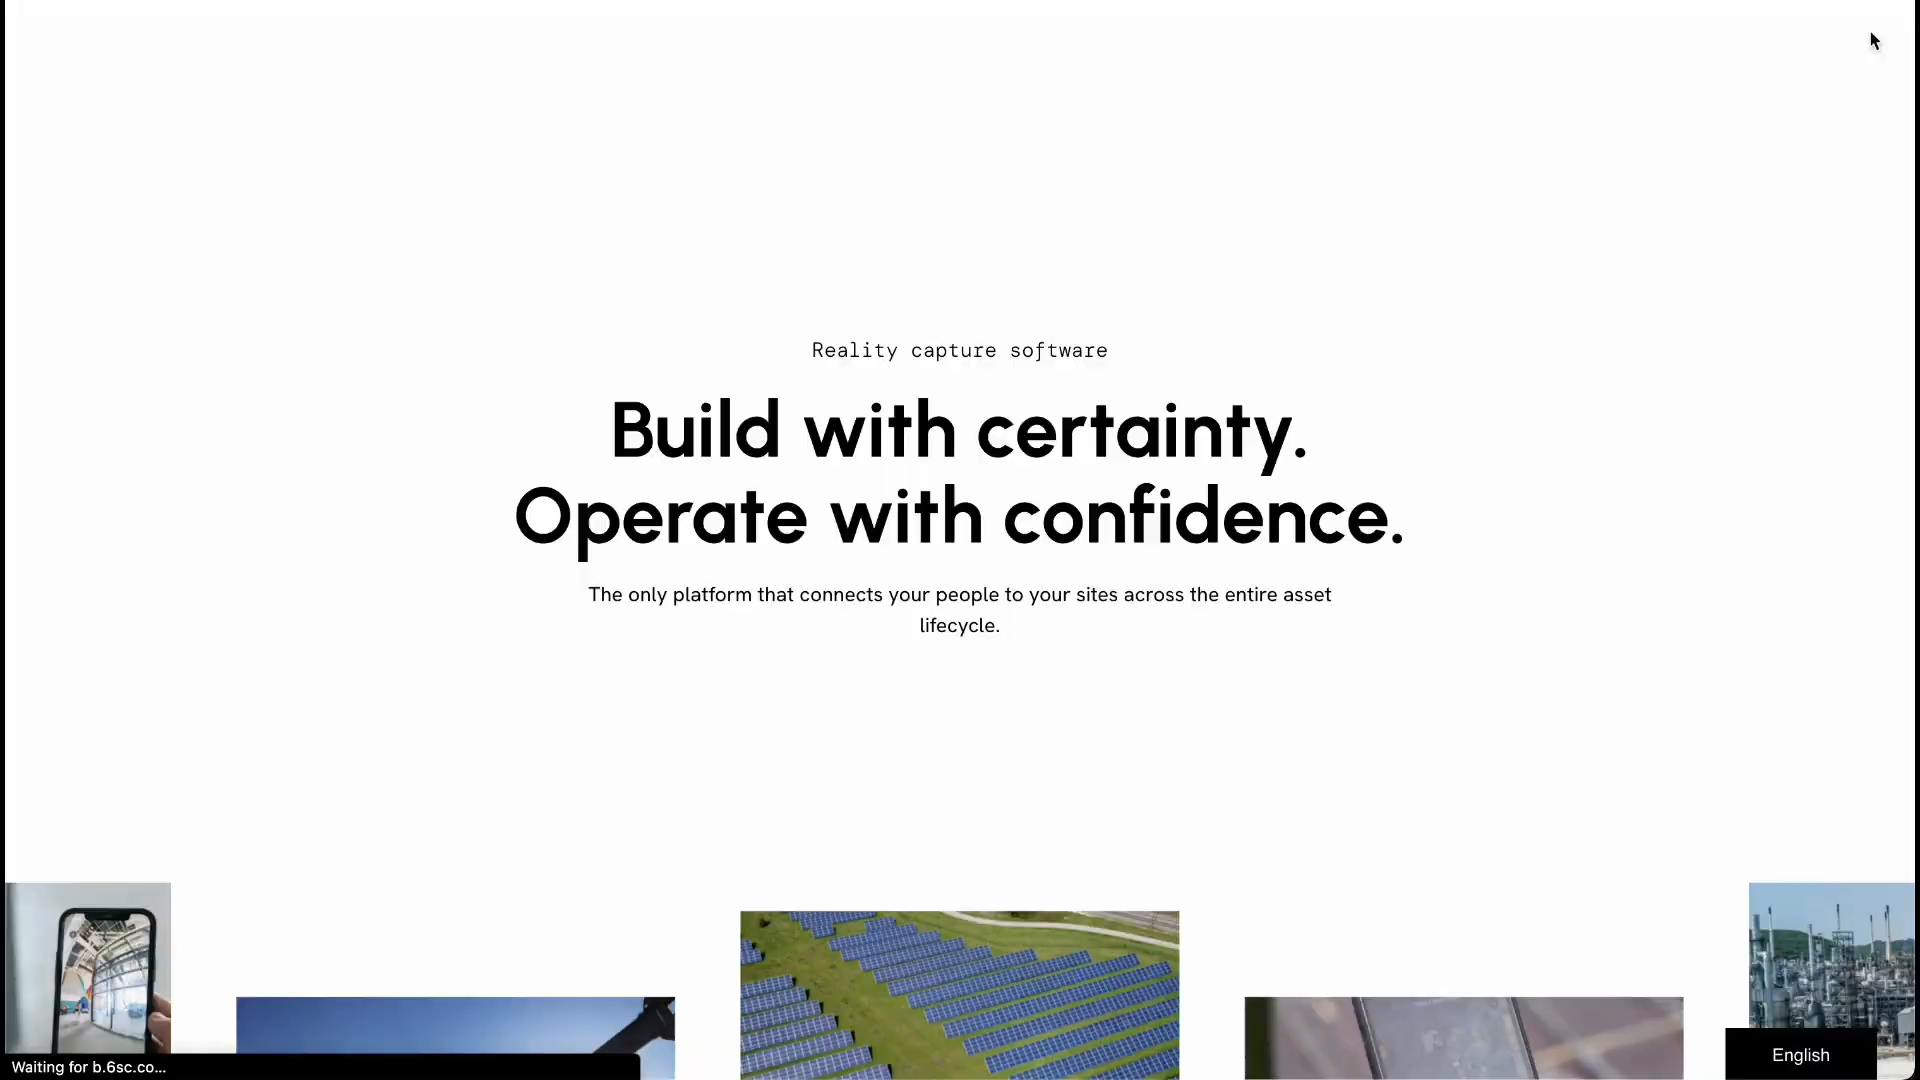 Reality capture software
Build with certainty.
Operate with confidence.
The only platform that connects your people to your sites across the entire asset
lifecycle.
Waiting for b.6sc.co...
English